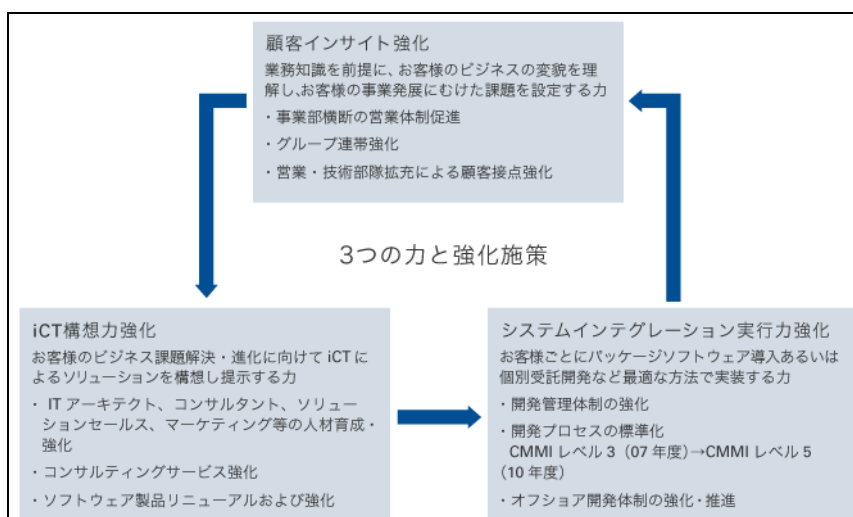 顧客インサイト強化
業務知識を前提に、お客様のビジネスの変貌を理
解し、お客様の事業発展にむけた課題を設定する力
・事業部横断の営業体制促進
・グループ連帯強化
・営業・技術部隊拡充による顧客接点強化
3つの力と強化施策
iCT構想力強化
お客様のビジネス課題解決・進化に向けて iCT に
よるソリューションを構想し提示する力
・ IT アーキテクト、コンサルタント、ソリュー
ションセールス、マーケティング等の人材育成・
強化
・コンサルティングサービス強化
・ソフトウェア製品リニューアルおよび強化
システムインテグレーション実行力強化
お客様ごとにパッケージソフトウェア導入あるいは
個別受託開発など最適な方法で実装する力
・開発管理体制の強化
・開発プロセスの標準化
CMMI レベル 3（07 年度）→CMMI レベル 5
（10 年度）
・オフショア開発体制の強化・推進